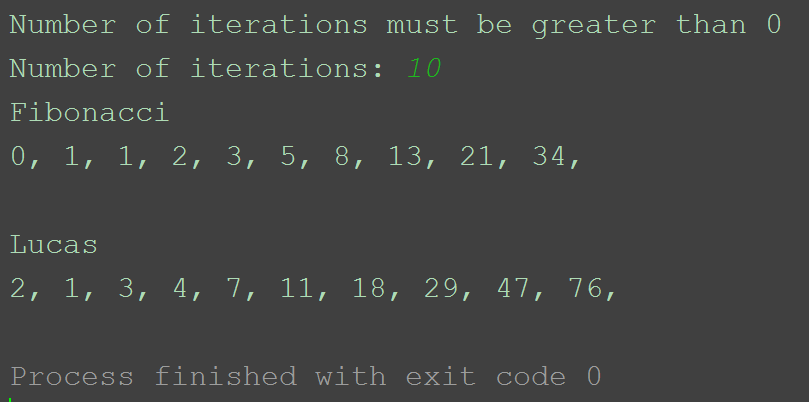 Number of iterations must be greater than 0
Number of iterations: 10
Fibonacci
0, 1, 1, 2, 3, 5, 8, 13, 21, 34,
Lucas
2, 1, 3, 4, 7, 11, 18, 29, 47, 76,
Process finished with exit code 0